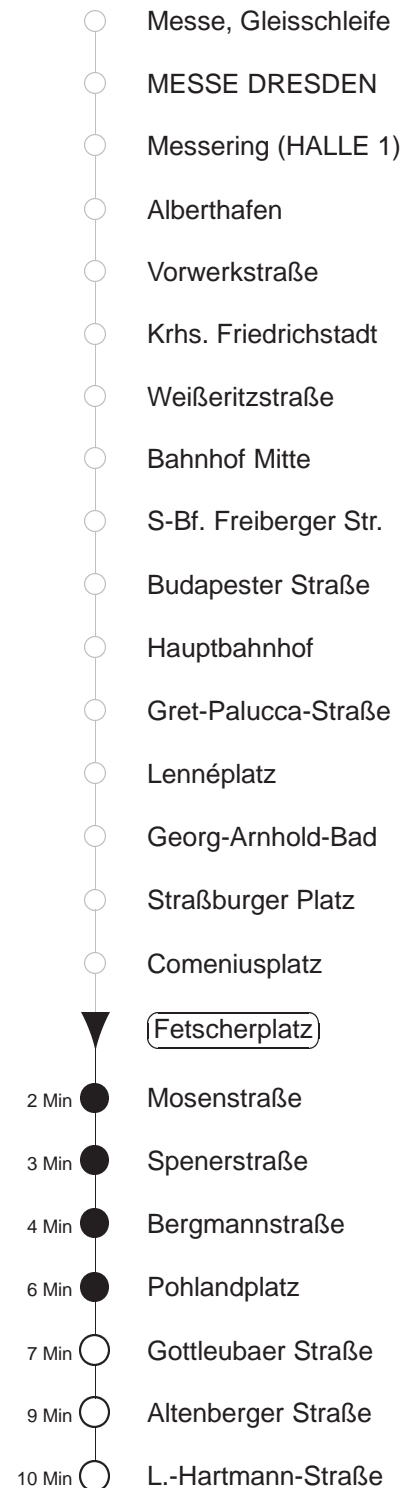 Messe, Gleisschleife
MESSE DRESDEN
Messering (HALLE 1)
Alberthafen
Vorwerkstraße
Krhs. Friedrichstadt
Weißeritzstraße
Bahnhof Mitte
S-Bf. Freiberger Str.
Budapester Straße
Hauptbahnhof
Gret-Palucca-Straße
Lennéplatz
Georg-Arnhold-Bad
Straßburger Platz
Comeniusplatz
Fetscherplatz
2 Min Mosenstraße
3 Min Spenerstraße
4 Min Bergmannstraße
6 Min Pohlandplatz
7 Min Gottleubaer Straße
9 Min Altenberger Straße
10 Min L.-Hartmann-Straße